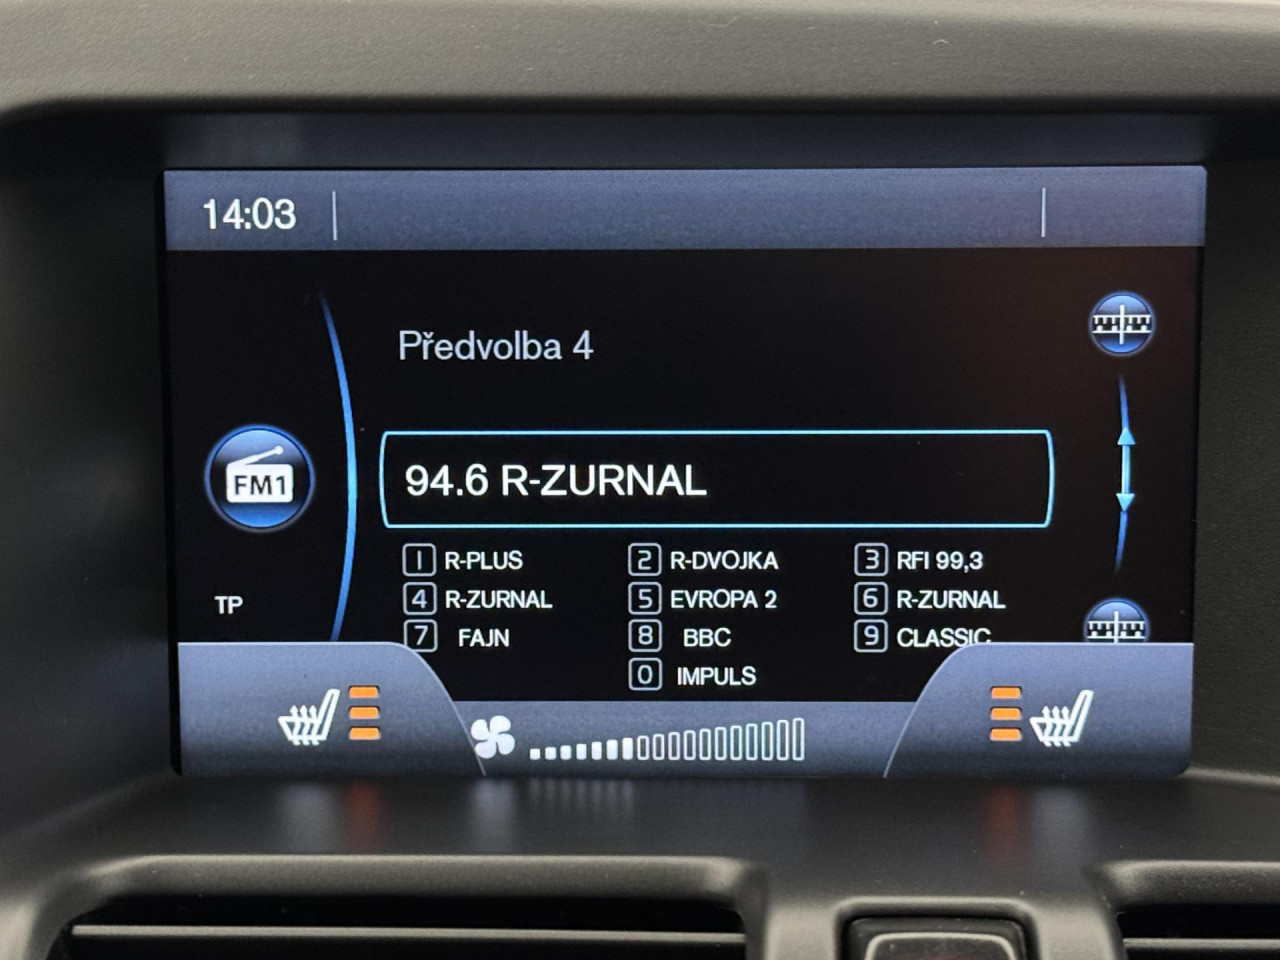 14:03
Předvolba 4
94.6 R-ZURNAL
FM1
1 R-PLUS 2 R-DVOJKA 3 RFI 99,3
4 R-ZURNAL 5 EVROPA 2 6 R-ZURNAL
TP
7 FAJN 8 BBC 9 CLASSIC
0 IMPULS